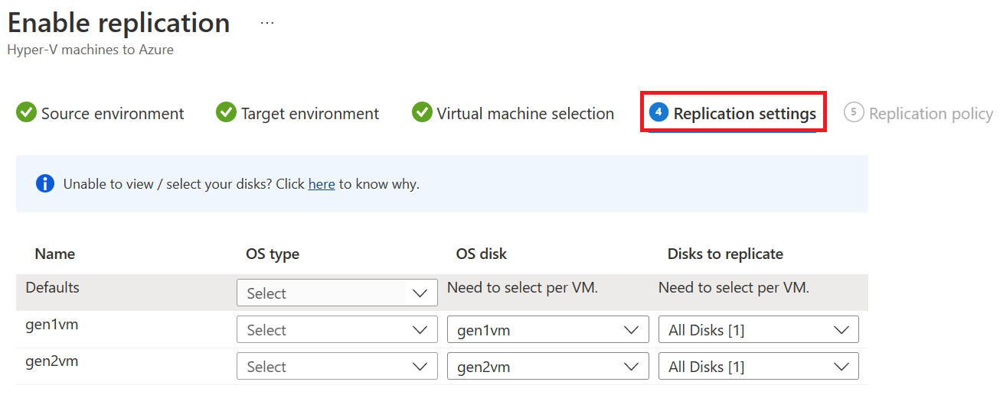 Enable replication ...
Hyper-V machines to Azure
Source environment Target environment Virtual machine selection 4 Replication settings 5 Replication policy
Unable to view / select your disks? Click here to know why.
Name OS type OS disk Disks to replicate
Defaults Select Need to select per VM. Need to select per VM.
gen1vm Select gen1vm All Disks [1]
gen2vm Select gen2vm All Disks [1]